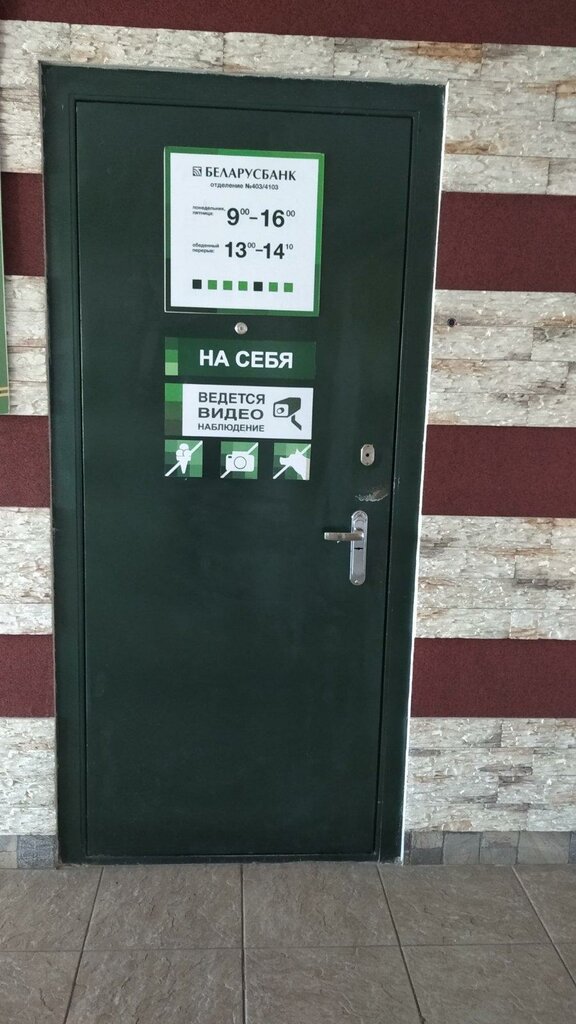 БЕЛАРУСБАНК
отделение №403/4103
понедельник,
пятница:
9⁰⁰–16⁰⁰
обеденный
перерыв:
13⁰⁰–14¹⁰
НА СЕБЯ
ВЕДЕТСЯ
ВИДЕО
НАБЛЮДЕНИЕ